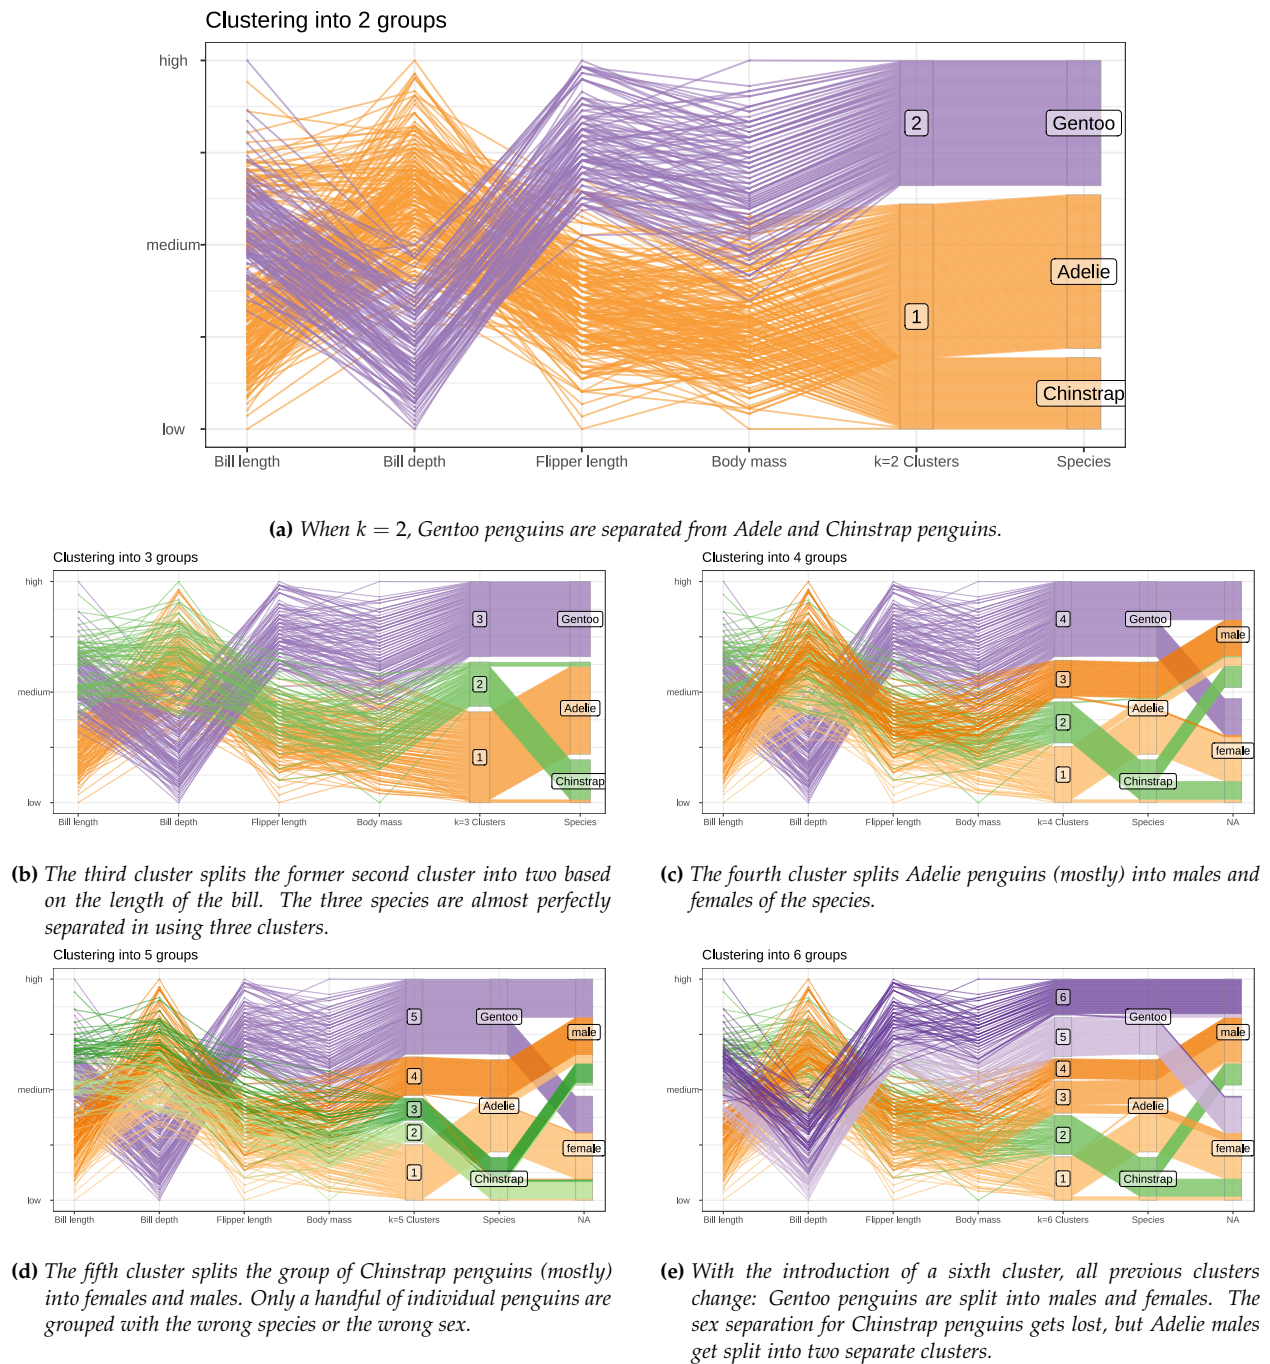 Clustering into 2 groups
high
medium
low
2
1
Gentoo
Adelie
Chinstrap
Bill length Bill depth Flipper length Body mass k=2 Clusters Species
(a) When k = 2, Gentoo penguins are separated from Adele and Chinstrap penguins.
Clustering into 3 groups
high
medium
low
3
2
1
Gentoo
Adelie
Chinstrap
Bill length Bill depth Flipper length Body mass k=3 Clusters Species
(b) The third cluster splits the former second cluster into two based
on the length of the bill. The three species are almost perfectly
separated in using three clusters.
Clustering into 4 groups
high
medium
low
4
3
2
1
Gentoo
Adelie
Chinstrap
male
female
Bill length Bill depth Flipper length Body mass k=4 Clusters Species NA
(c) The fourth cluster splits Adelie penguins (mostly) into males and
females of the species.
Clustering into 5 groups
high
medium
low
5
4
3
2
1
Gentoo
Adelie
Chinstrap
male
female
Bill length Bill depth Flipper length Body mass k=5 Clusters Species NA
(d) The fifth cluster splits the group of Chinstrap penguins (mostly)
into females and males. Only a handful of individual penguins are
grouped with the wrong species or the wrong sex.
Clustering into 6 groups
high
medium
low
6
5
4
3
2
1
Gentoo
Adelie
Chinstrap
male
female
Bill length Bill depth Flipper length Body mass k=6 Clusters Species NA
(e) With the introduction of a sixth cluster, all previous clusters
change: Gentoo penguins are split into males and females. The
sex separation for Chinstrap penguins gets lost, but Adelie males
get split into two separate clusters.